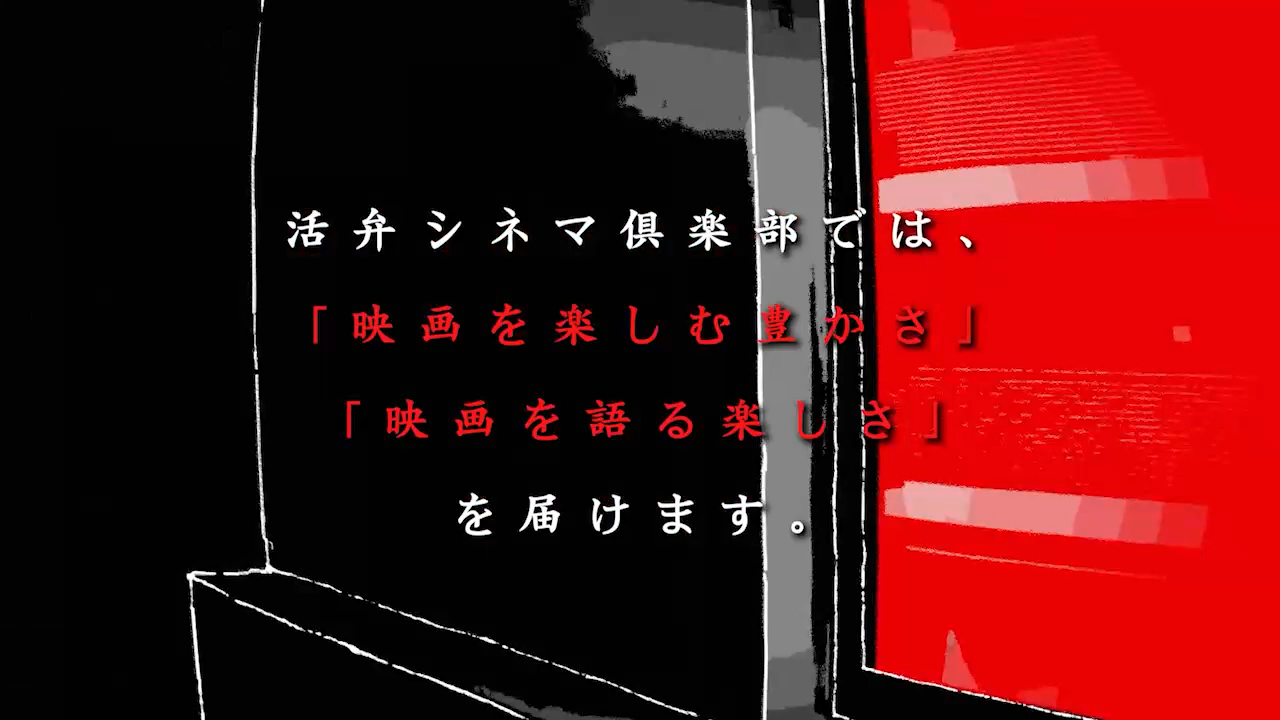 活弁シネマ倶楽部では、
「映画を楽しむ豊かさ」
「映画を語る楽しさ」
を届けます。